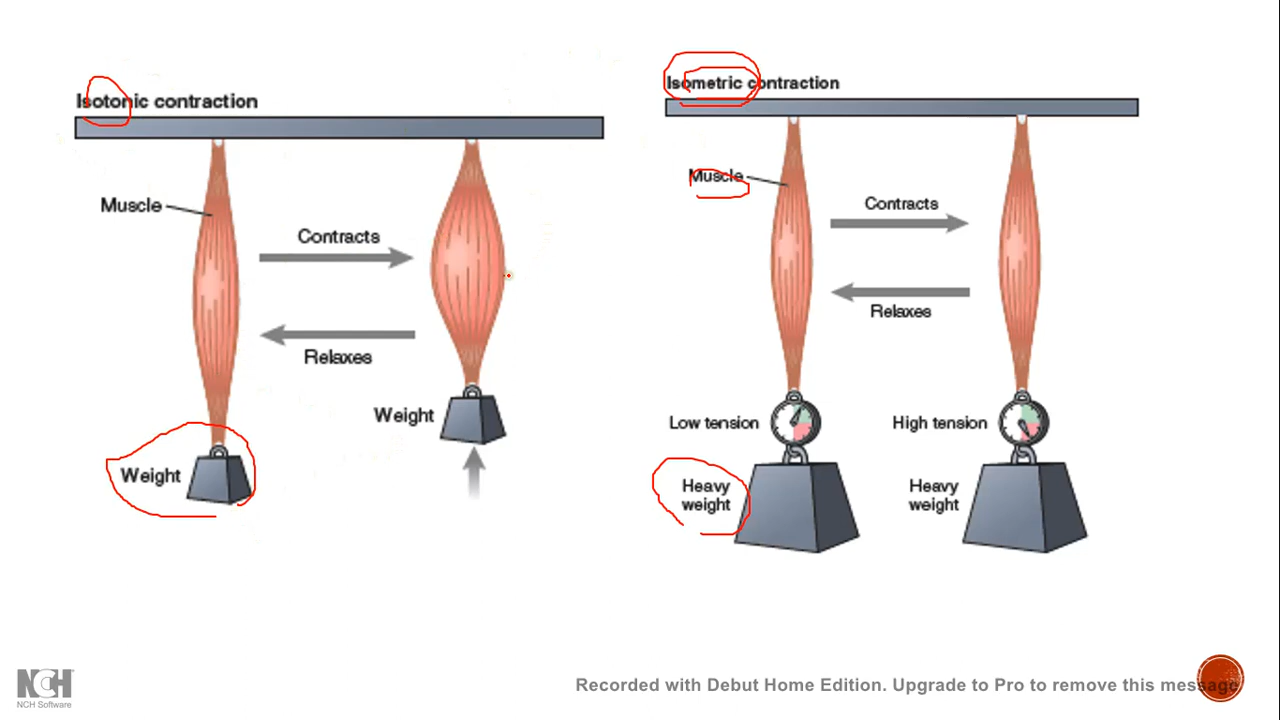 Isotonic contraction
Muscle
Contracts
Relaxes
Weight
Weight
Isometric contraction
Muscle
Contracts
Relaxes
Low tension
High tension
Heavy
weight
Heavy
weight
NCH
NCH Software
Recorded with Debut Home Edition. Upgrade to Pro to remove this message